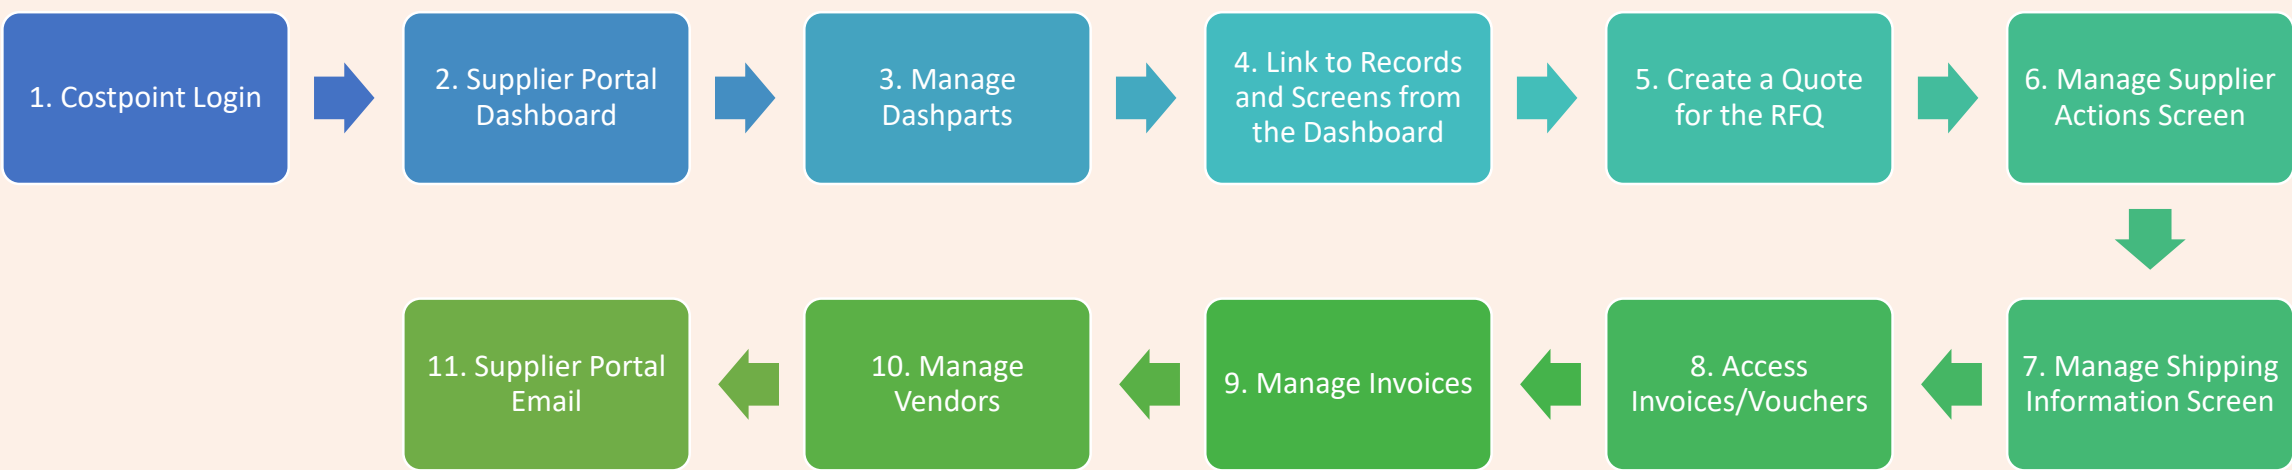 1. Costpoint Login
2. Supplier Portal
Dashboard
3. Manage
Dashparts
4. Link to Records
and Screens from
the Dashboard
5. Create a Quote
for the RFQ
6. Manage Supplier
Actions Screen
7. Manage Shipping
Information Screen
8. Access
Invoices/Vouchers
9. Manage Invoices
10. Manage
Vendors
11. Supplier Portal
Email